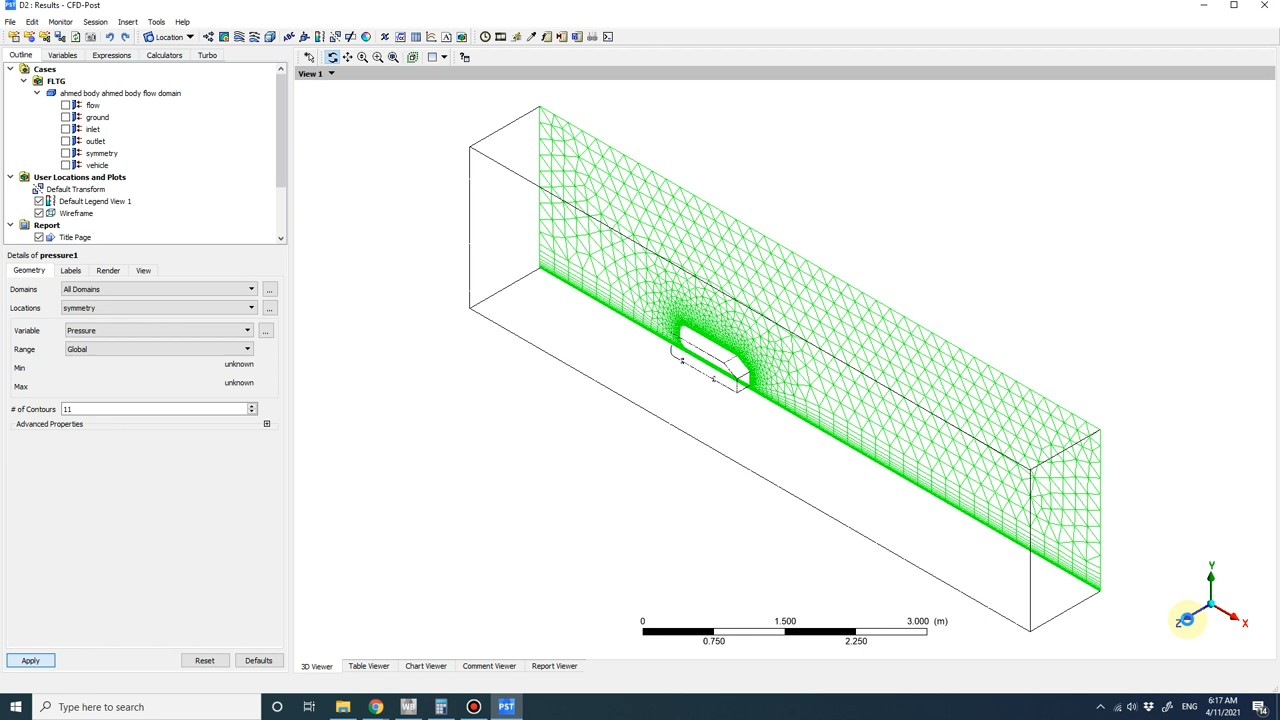 D2 : Results - CFD-Post
File Edit Monitor Session Insert Tools Help
Location
Outline Variables Expressions Calculators Turbo
View 1
Cases
FLTG
ahmed body ahmed body flow domain
flow
ground
inlet
outlet
symmetry
vehicle
User Locations and Plots
Default Transform
Default Legend View 1
Wireframe
Report
Title Page
Details of pressure1
Geometry Labels Render View
Domains All Domains ...
Locations symmetry ...
Variable Pressure ...
Range Global
Min unknown
Max unknown
# of Contours 11
Advanced Properties
Apply Reset Defaults
0 1.500 3.000 (m)
0.750 2.250
Y
Z X
3D Viewer Table Viewer Chart Viewer Comment Viewer Report Viewer
Type here to search
ENG
6:17 AM
4/11/2021
14